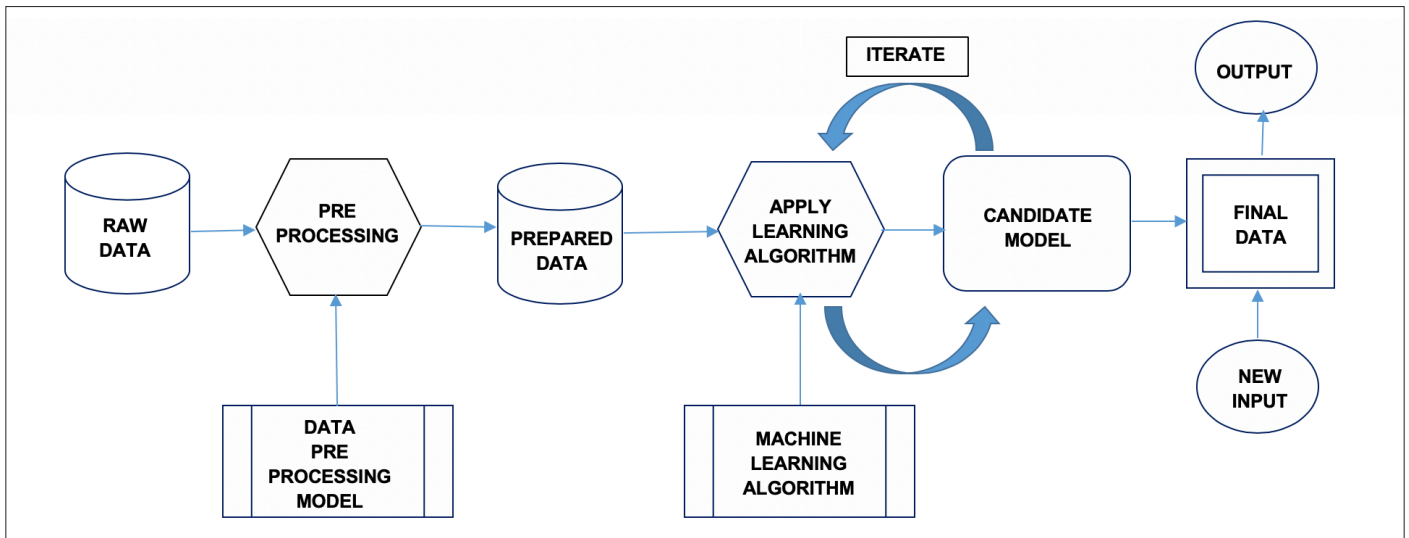 ITERATE
OUTPUT
RAW
DATA
PRE
PROCESSING
PREPARED
DATA
APPLY
LEARNING
ALGORITHM
CANDIDATE
MODEL
FINAL
DATA
NEW
INPUT
DATA
PRE
PROCESSING
MODEL
MACHINE
LEARNING
ALGORITHM